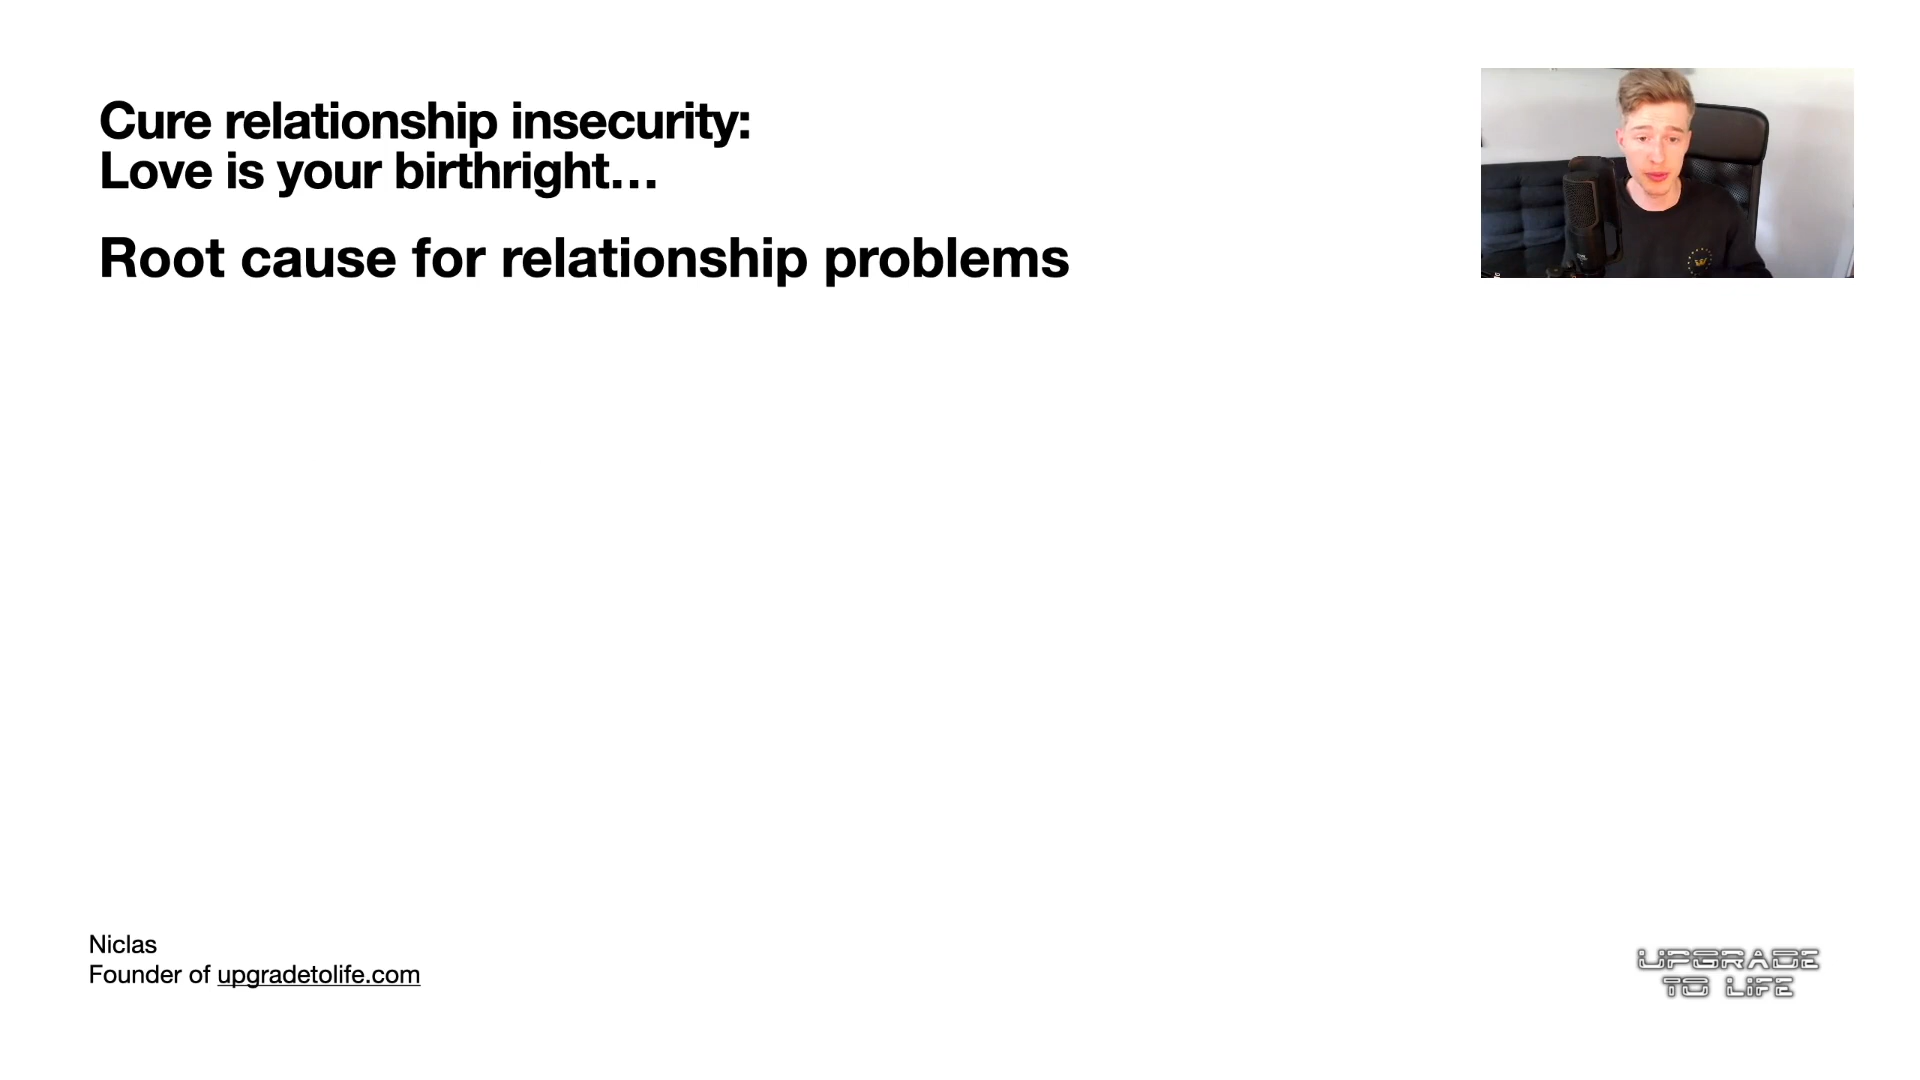 Cure relationship insecurity:
Love is your birthright…
Root cause for relationship problems
Niclas
Founder of upgradetolife.com
UPGRADE
TO LIFE